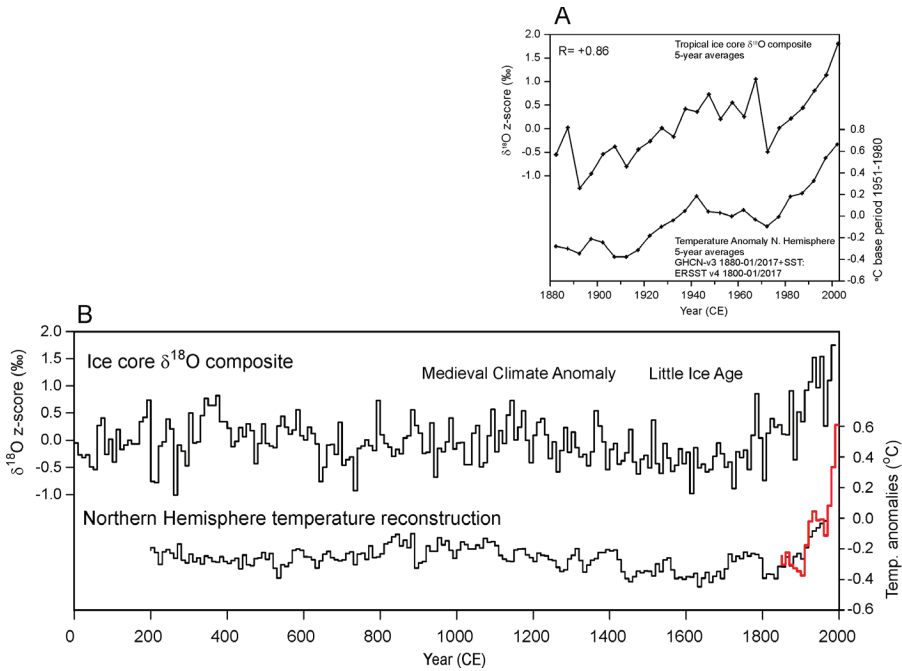 A
R= +0.86
Tropical ice core δ¹⁸O composite
5-year averages
δ¹⁸O z-score (‰)
2.0
1.5
1.0
0.5
0.0
-0.5
-1.0
0.8
0.6
0.4
0.2
0.0
-0.2
-0.4
-0.6
°C base period 1951-1980
Temperature Anomaly N. Hemisphere
5-year averages
GHCN-v3 1880-01/2017+SST:
ERSST v4 1800-01/2017
1880 1900 1920 1940 1960 1980 2000
Year (CE)
B
Ice core δ¹⁸O composite
Medieval Climate Anomaly Little Ice Age
δ¹⁸O z-score (‰)
2.0
1.5
1.0
0.5
0.0
-0.5
-1.0
Northern Hemisphere temperature reconstruction
0.6
0.4
0.2
0.0
-0.2
-0.4
-0.6
Temp. anomalies (°C)
0 200 400 600 800 1000 1200 1400 1600 1800 2000
Year (CE)